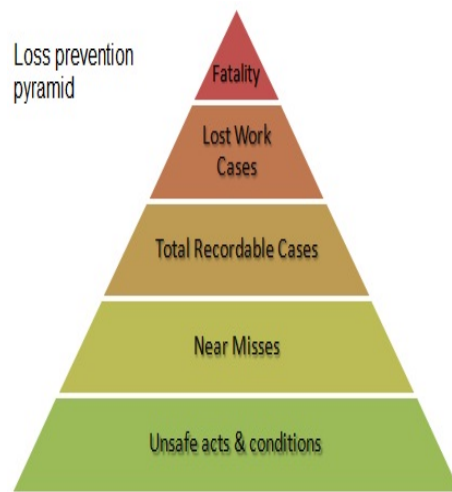 Loss prevention
pyramid
Fatality
Lost Work
Cases
Total Recordable Cases
Near Misses
Unsafe acts & conditions